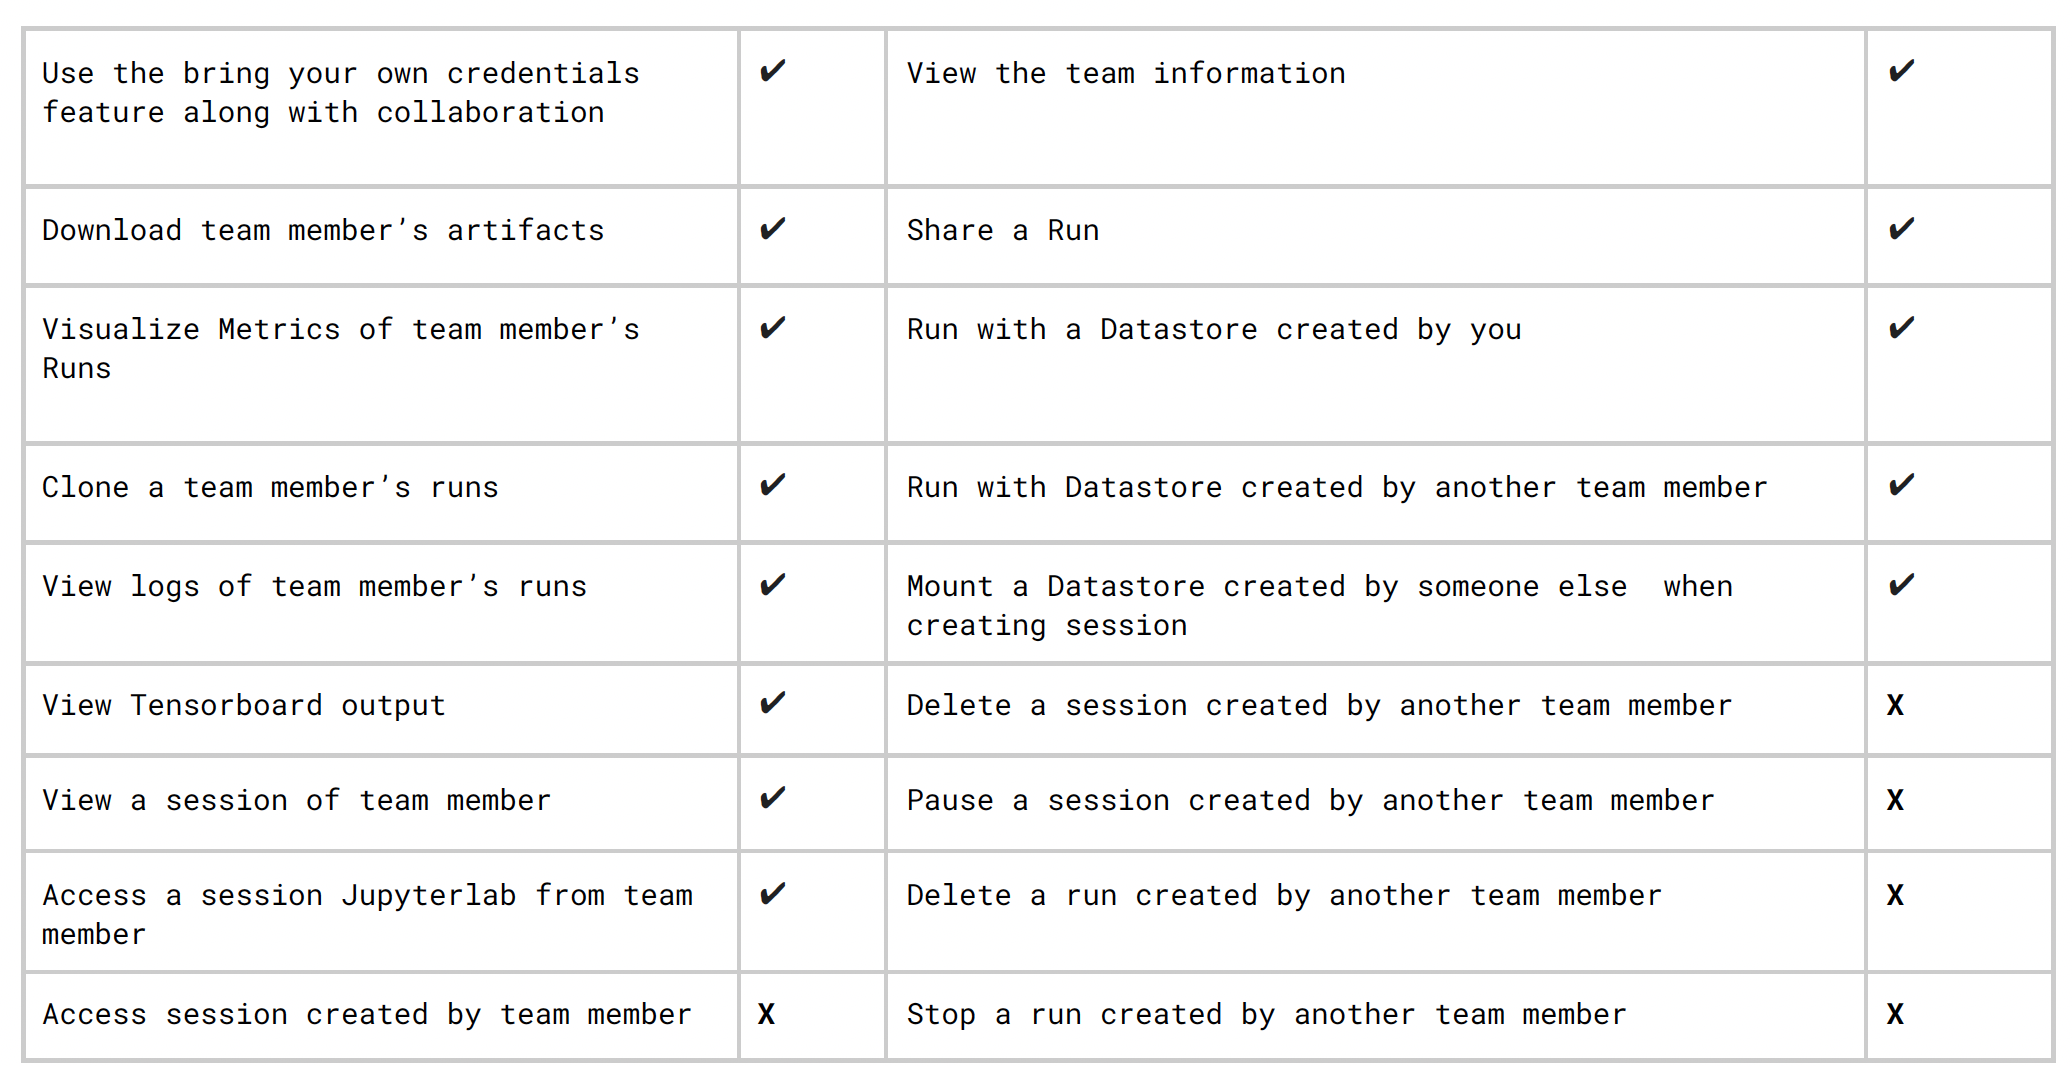 Use the bring your own credentials ✔ View the team information ✔
feature along with collaboration
Download team member’s artifacts ✔ Share a Run ✔
Visualize Metrics of team member’s ✔ Run with a Datastore created by you ✔
Runs
Clone a team member’s runs ✔ Run with Datastore created by another team member ✔
View logs of team member’s runs ✔ Mount a Datastore created by someone else  when ✔
creating session
View Tensorboard output ✔ Delete a session created by another team member X
View a session of team member ✔ Pause a session created by another team member X
Access a session Jupyterlab from team ✔ Delete a run created by another team member X
member
Access session created by team member X Stop a run created by another team member X